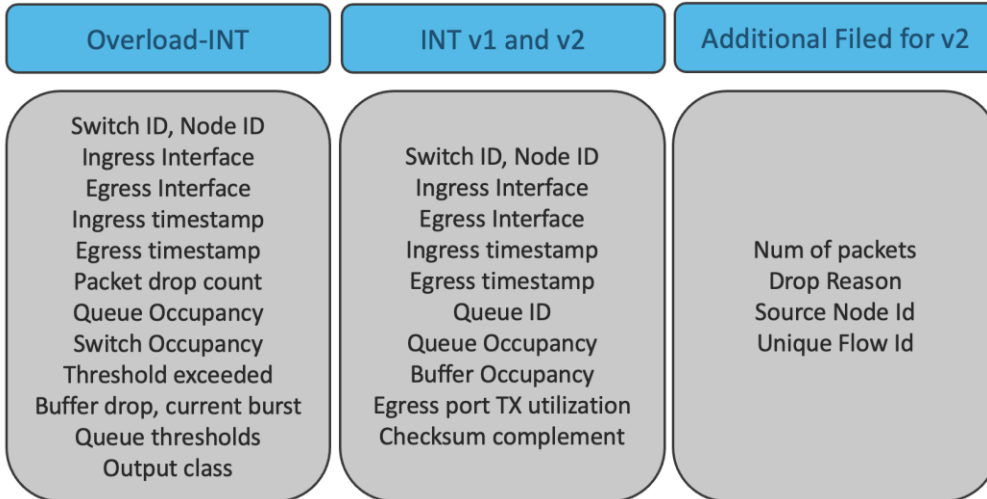 Overload-INT
Switch ID, Node ID
Ingress Interface
Egress Interface
Ingress timestamp
Egress timestamp
Packet drop count
Queue Occupancy
Switch Occupancy
Threshold exceeded
Buffer drop, current burst
Queue thresholds
Output class
INT v1 and v2
Switch ID, Node ID
Ingress Interface
Egress Interface
Ingress timestamp
Egress timestamp
Queue ID
Queue Occupancy
Buffer Occupancy
Egress port TX utilization
Checksum complement
Additional Filed for v2
Num of packets
Drop Reason
Source Node Id
Unique Flow Id